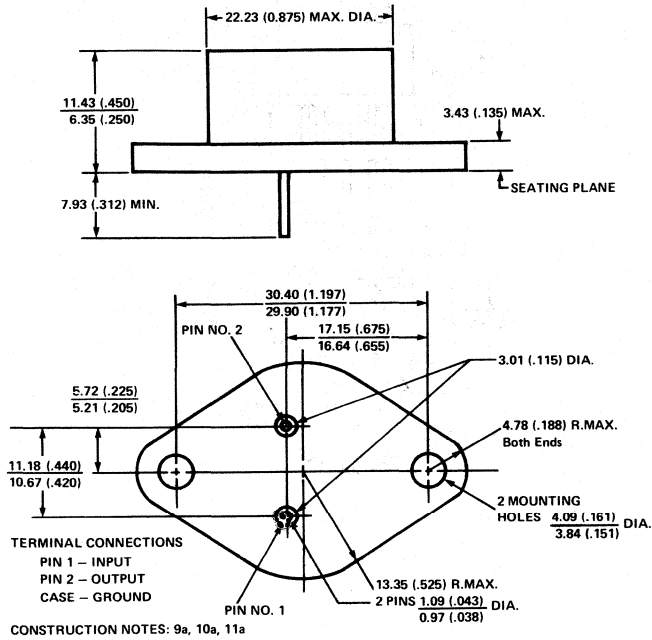 22.23 (0.875) MAX. DIA.
11.43 (.450)
6.35 (.250)
3.43 (.135) MAX.
SEATING PLANE
7.93 (.312) MIN.
30.40 (1.197)
29.90 (1.177)
17.15 (.675)
16.64 (.655)
PIN NO. 2
3.01 (.115) DIA.
5.72 (.225)
5.21 (.205)
4.78 (.188) R.MAX.
Both Ends
11.18 (.440)
10.67 (.420)
2 MOUNTING
HOLES 4.09 (.161) DIA.
3.84 (.151)
TERMINAL CONNECTIONS
PIN 1 – INPUT
PIN 2 – OUTPUT
CASE – GROUND
13.35 (.525) R.MAX.
PIN NO. 1
2 PINS 1.09 (.043) DIA.
0.97 (.038)
CONSTRUCTION NOTES: 9a, 10a, 11a